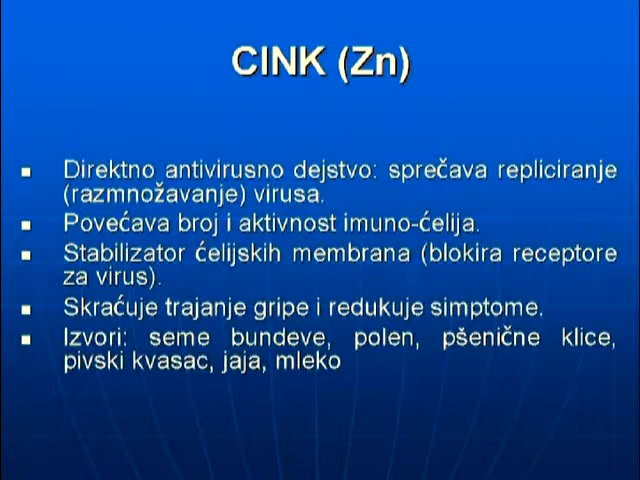 CINK (Zn)
Direktno antivirusno dejstvo: sprečava repliciranje
(razmnožavanje) virusa.
Povećava broj i aktivnost imuno-ćelija.
Stabilizator ćelijskih membrana (blokira receptore
za virus).
Skraćuje trajanje gripe i redukuje simptome.
Izvori: seme bundeve, polen, pšenične klice,
pivski kvasac, jaja, mleko